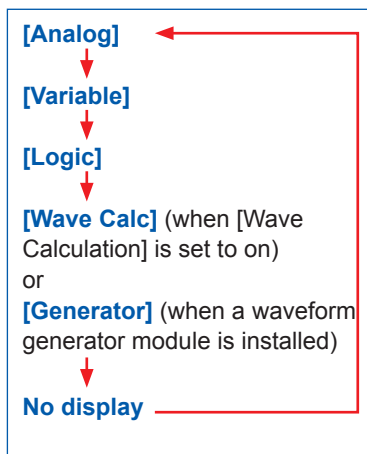 [Analog]
[Variable]
[Logic]
[Wave Calc] (when [Wave
Calculation] is set to on)
or
[Generator] (when a waveform
generator module is installed)
No display